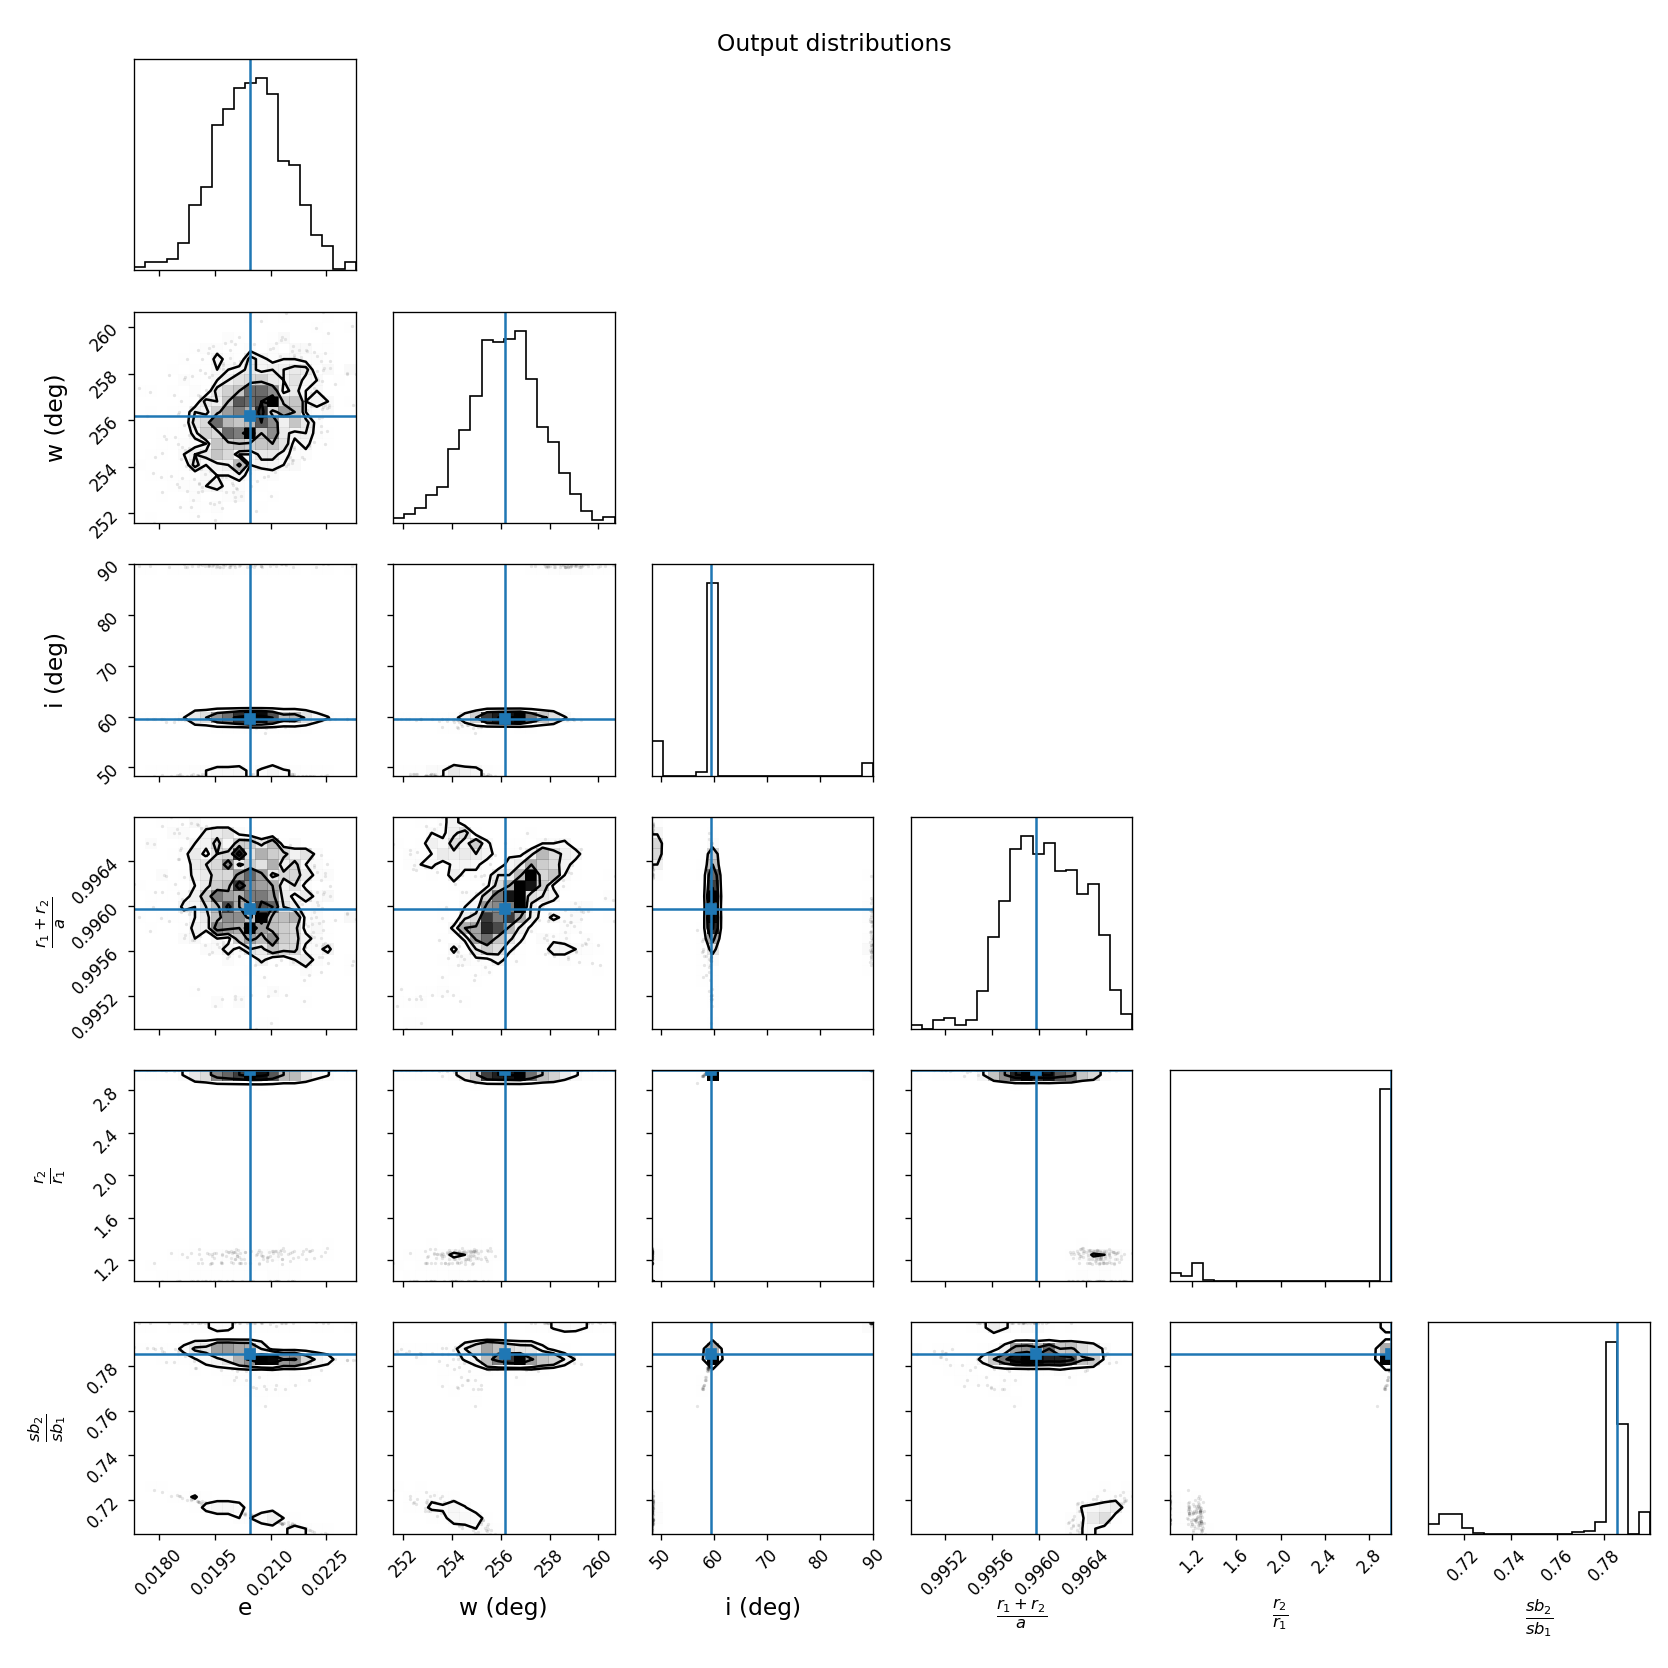 Output distributions
260
258
256
254
252
w (deg)
90
80
70
60
50
i (deg)
0.9964
0.9960
0.9956
0.9952
r₁ + r₂
a
2.8
2.4
2.0
1.6
1.2
r₂
r₁
0.78
0.76
0.74
0.72
sb₂
sb₁
0.0180 0.0195 0.0210 0.0225 252 254 256 258 260 50 60 70 80 90 0.9952 0.9956 0.9960 0.9964 1.2 1.6 2.0 2.4 2.8 0.72 0.74 0.76 0.78
e w (deg) i (deg) r₁ + r₂ r₂ sb₂
a r₁ sb₁